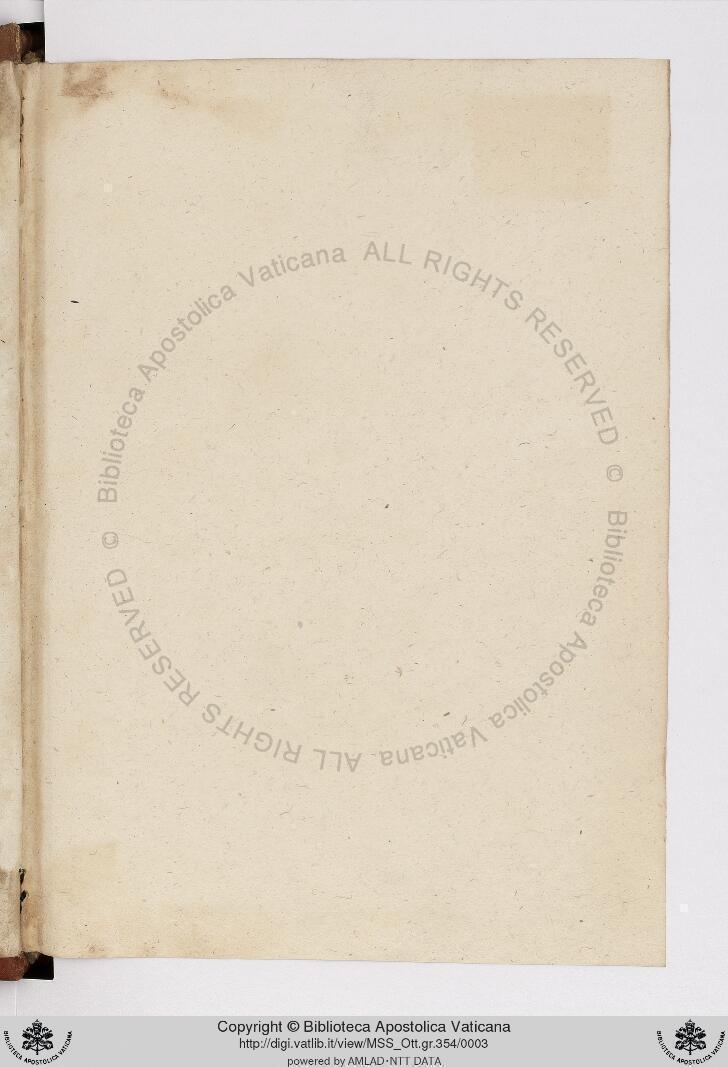 Biblioteca Apostolica Vaticana ALL RIGHTS RESERVED ©
Biblioteca Apostolica Vaticana ALL RIGHTS RESERVED ©
Copyright © Biblioteca Apostolica Vaticana
http://digi.vatlib.it/view/MSS_Ott.gr.354/0003
powered by AMLAD·NTT DATA
BIBLIOTECA APOSTOLICA VATICANA
BIBLIOTECA APOSTOLICA VATICANA